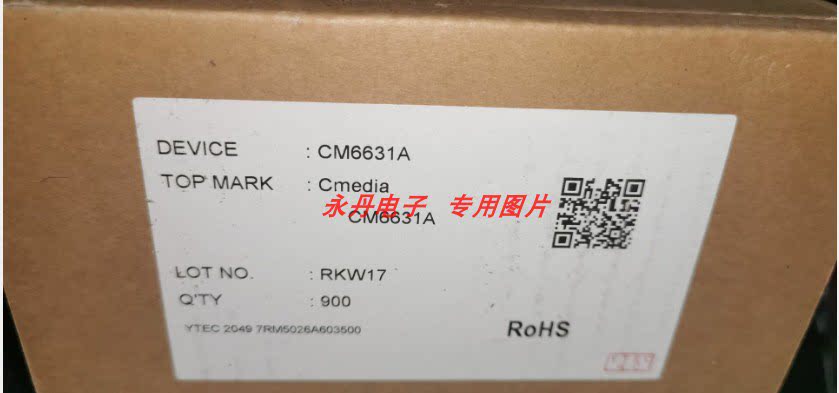 DEVICE : CM6631A
TOP MARK : Cmedia
永丹电子 专用图片
CM6631A
LOT NO. : RKW17
Q'TY : 900
YTEC 2049 7RM5026A603500
RoHS